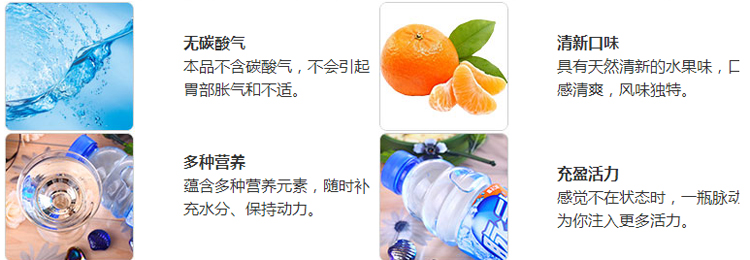 无碳酸气
本品不含碳酸气，不会引起
胃部胀气和不适。
清新口味
具有天然清新的水果味，口
感清爽，风味独特。
多种营养
蕴含多种营养元素，随时补
充水分、保持动力。
充盈活力
感觉不在状态时，一瓶脉动
为你注入更多活力。
脉